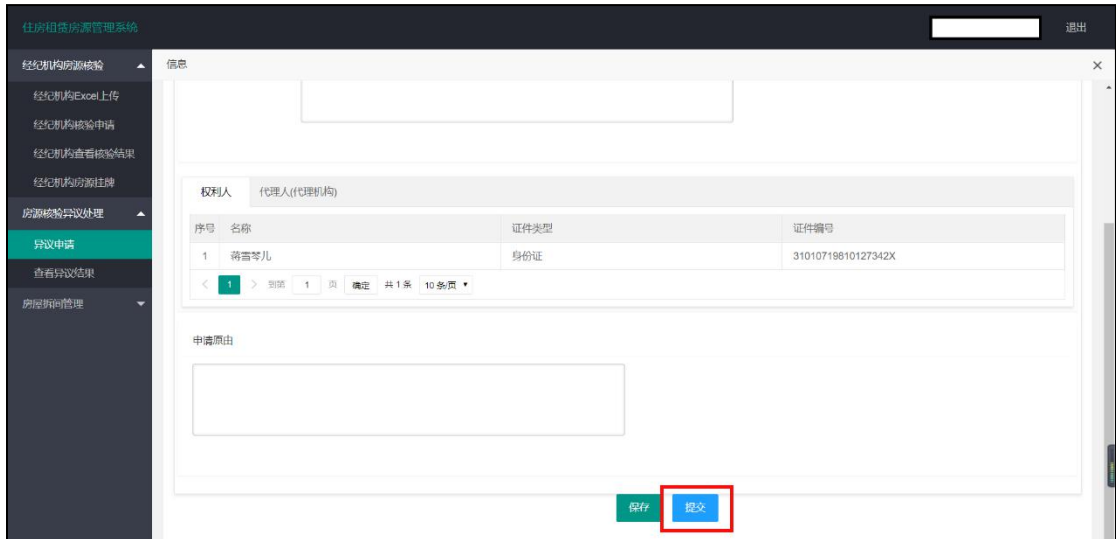 住房租赁房源管理系统
退出
经纪机构房源核验
信息
经纪机构Excel上传
经纪机构核验申请
经纪机构查看核验结果
经纪机构房源挂牌
房源核验异议处理
异议申请
查看异议结果
房屋拆间管理
权利人 代理人(代理机构)
序号 名称 证件类型 证件编号
1 蒋雪琴儿 身份证 31010719810127342X
1 到第 1 页 确定 共 1 条 10 条/页
申请原由
保存 提交